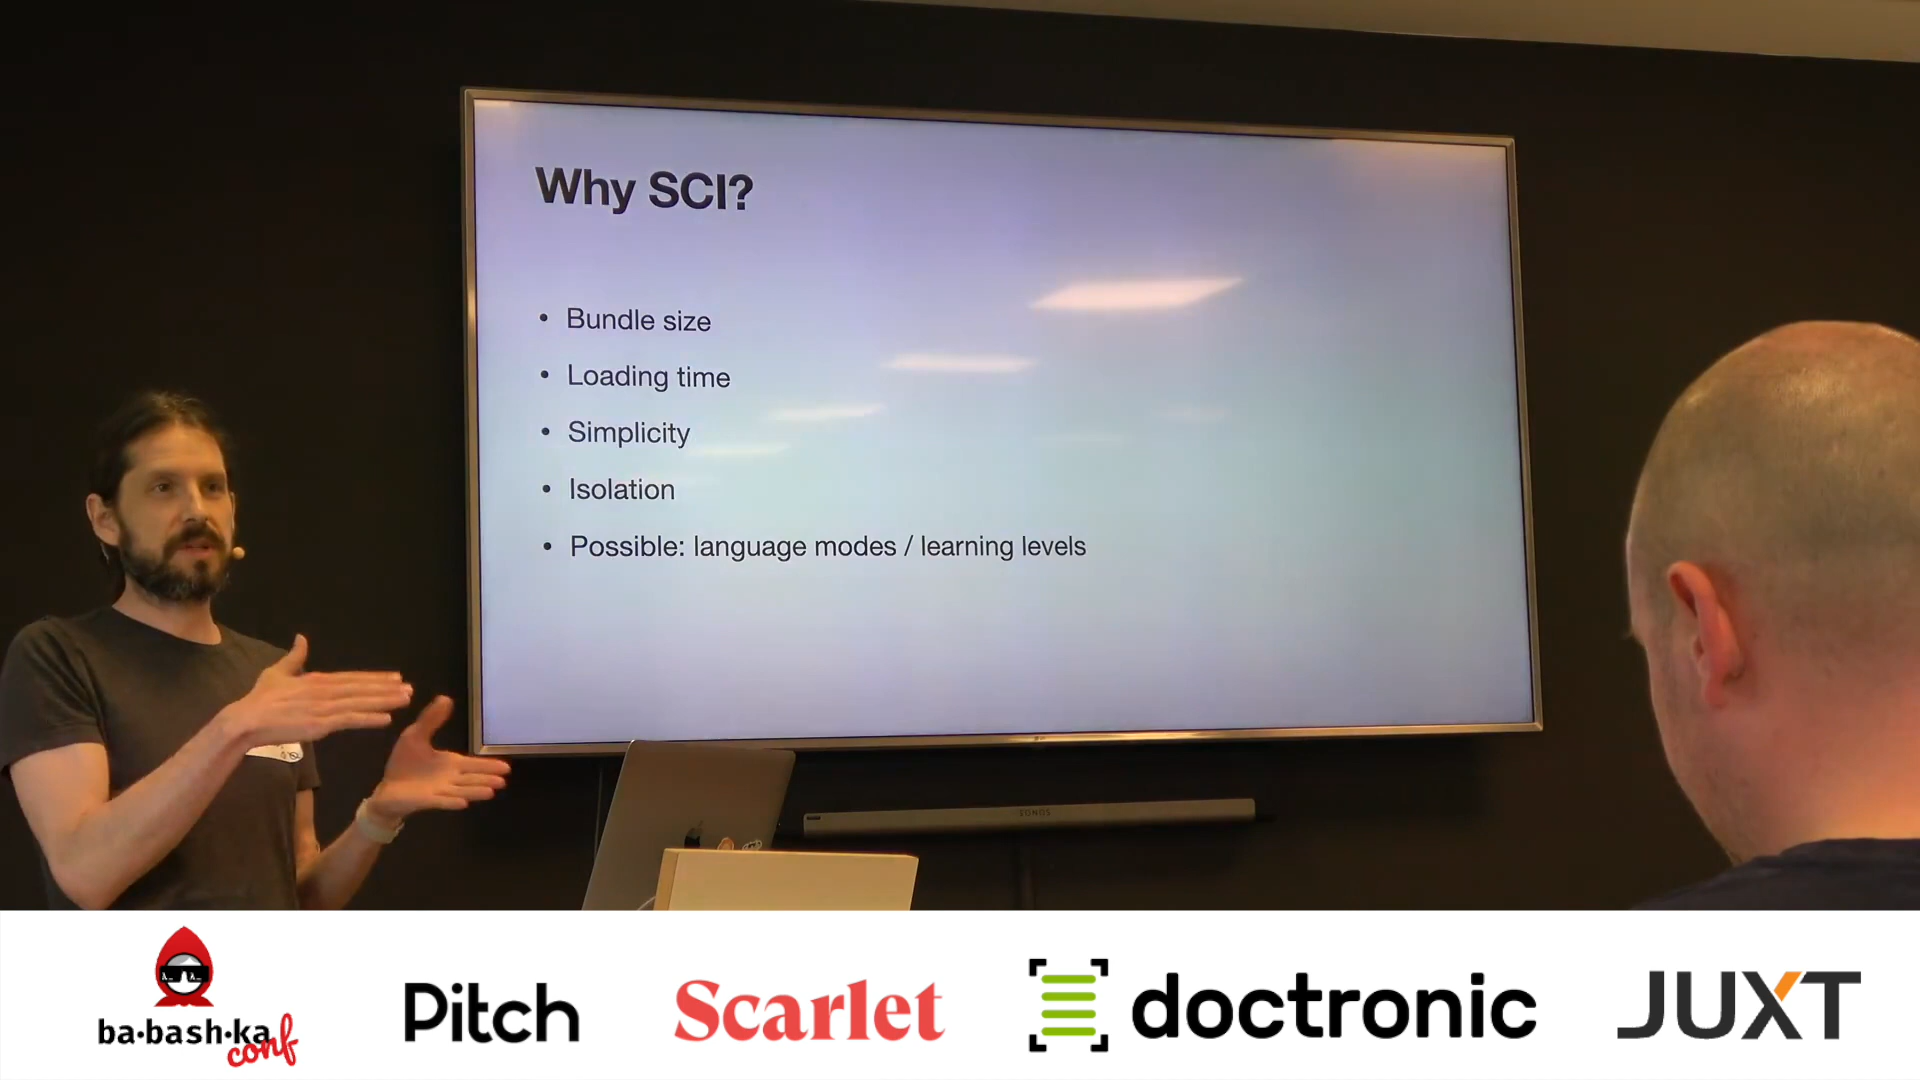 Why SCI?
• Bundle size
• Loading time
• Simplicity
• Isolation
• Possible: language modes / learning levels
SONOS
ba•bash•ka
conf
Pitch
Scarlet
doctronic
JUXT